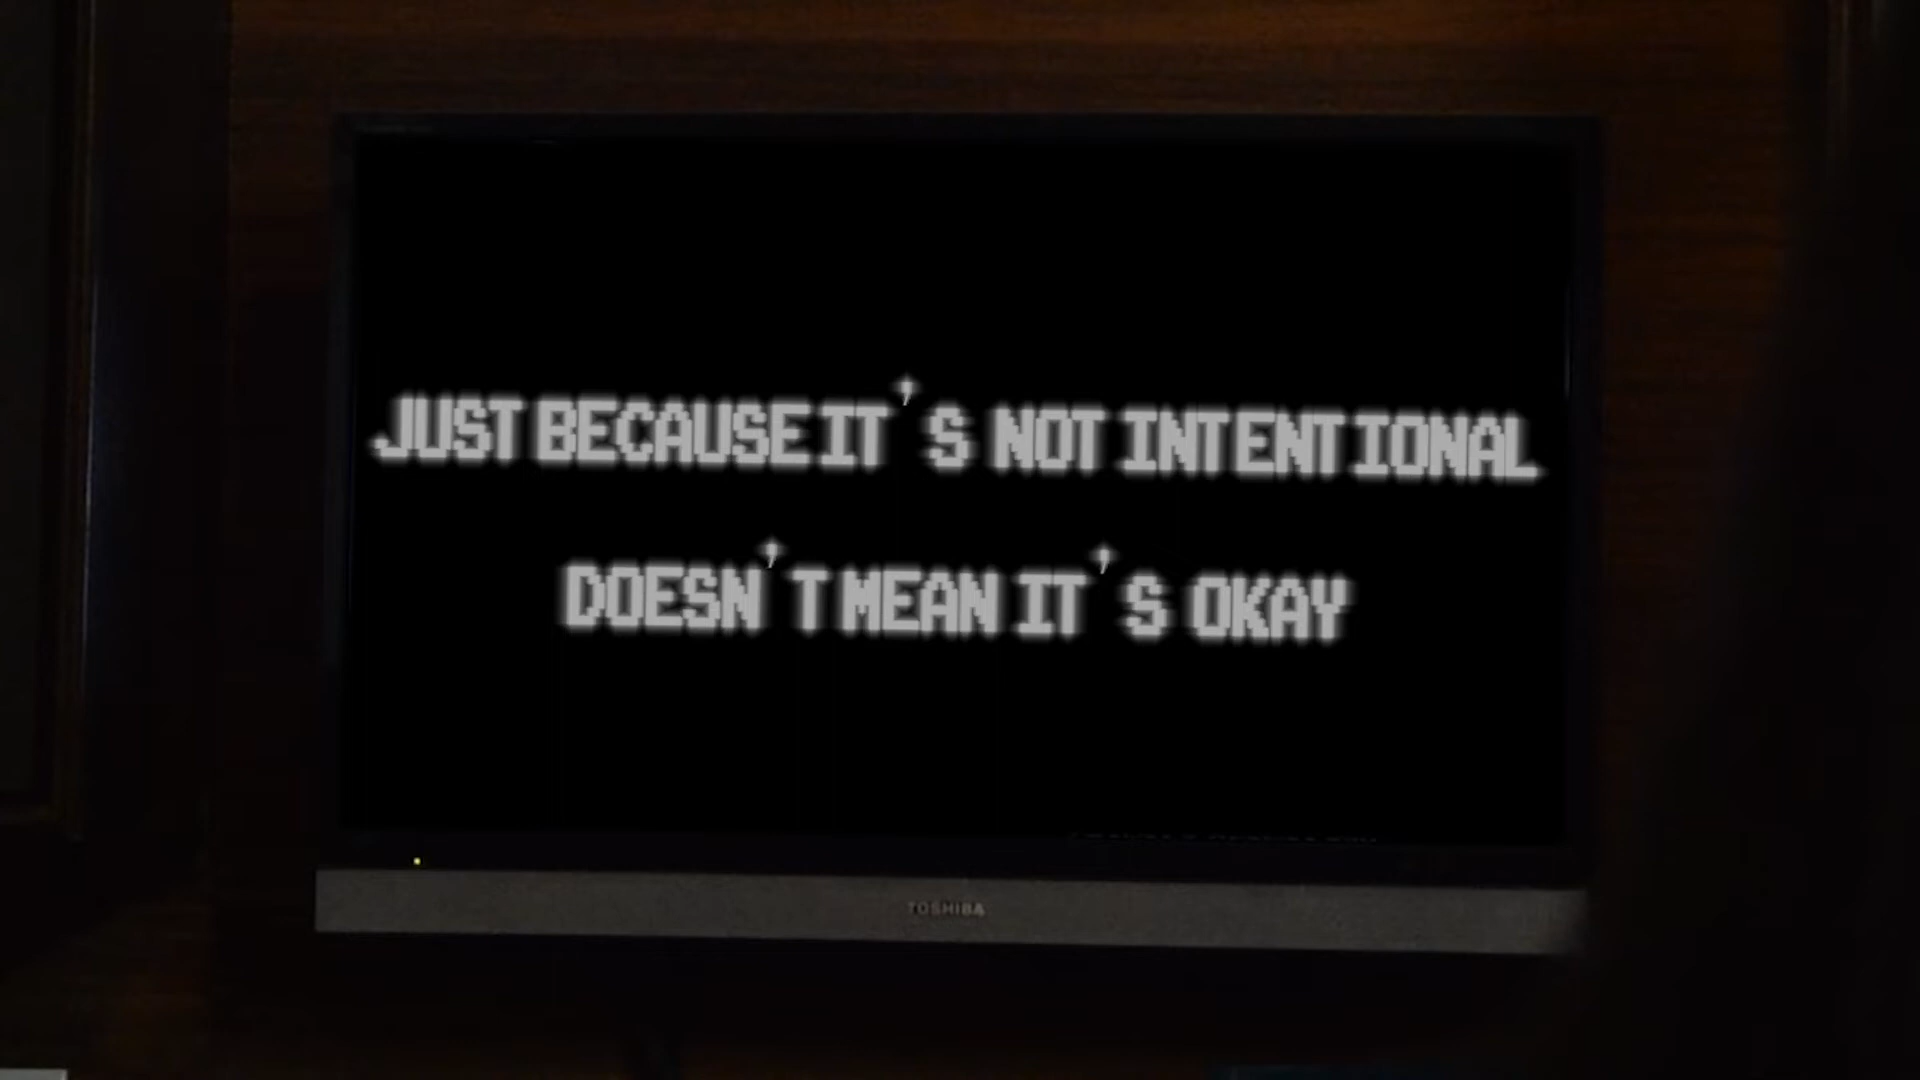 JUST BECAUSE IT'S NOT INTENTIONAL
DOESN'T MEAN IT'S OKAY
TOSHIBA